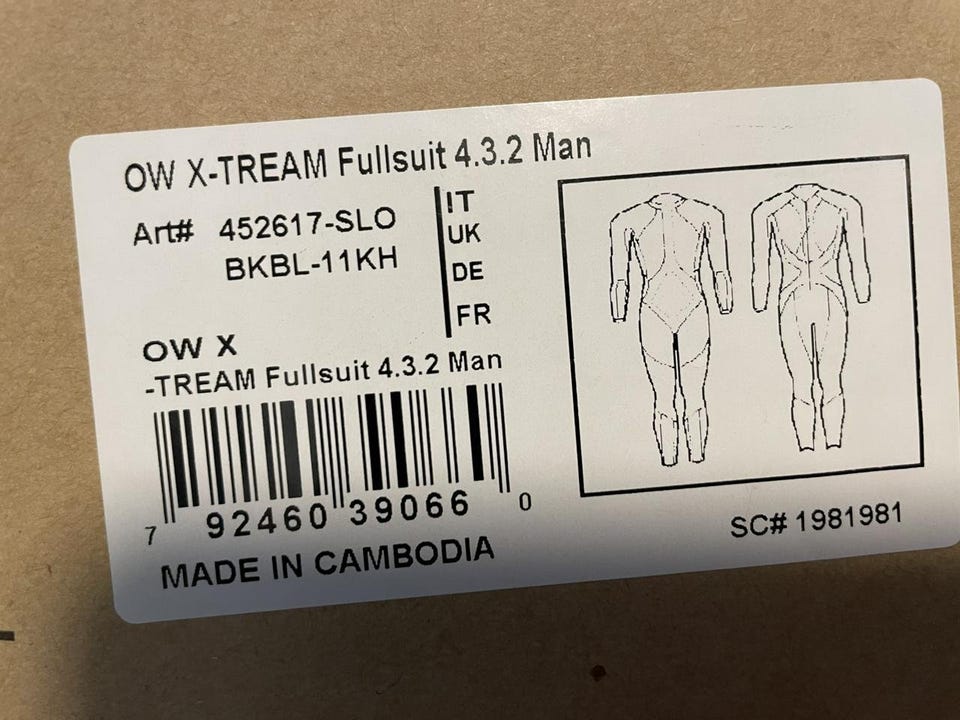 OW X-TREAM Fullsuit 4.3.2 Man
Art# 452617-SLO
BKBL-11KH
IT
UK
DE
FR
OW X
-TREAM Fullsuit 4.3.2 Man
7 92460 39066 0
MADE IN CAMBODIA
SC# 1981981